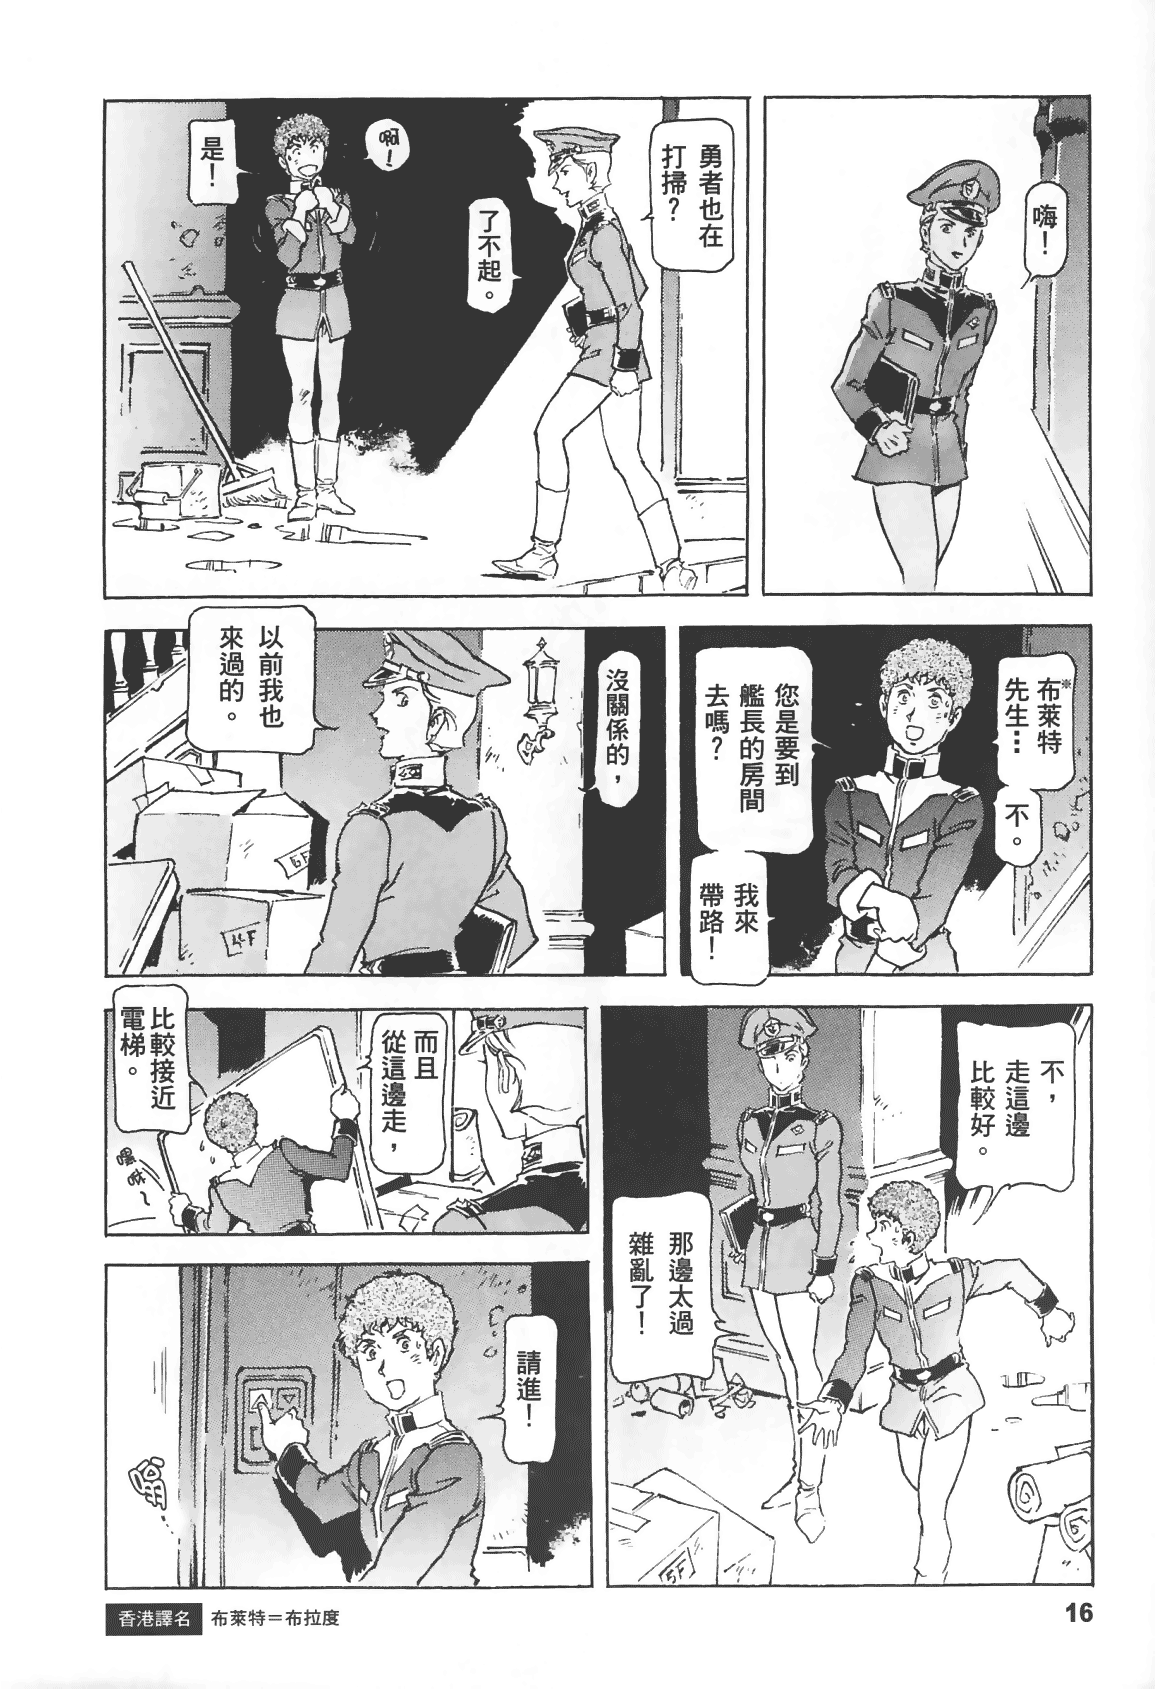 嗨！
勇者也在
打掃？
了不起。
啊！
是！
布萊特※
先生…
不。
您是要到
艦長的房間
去嗎？
我來
帶路！
沒關係的，
以前我也
來過的。
不，
走這邊
比較好。
那邊太過
雜亂了！
而且
從這邊走，
比較接近
電梯。
嘿
咻～
請進！
嗡…
5F
4F
5F
香港譯名 布萊特＝布拉度
16